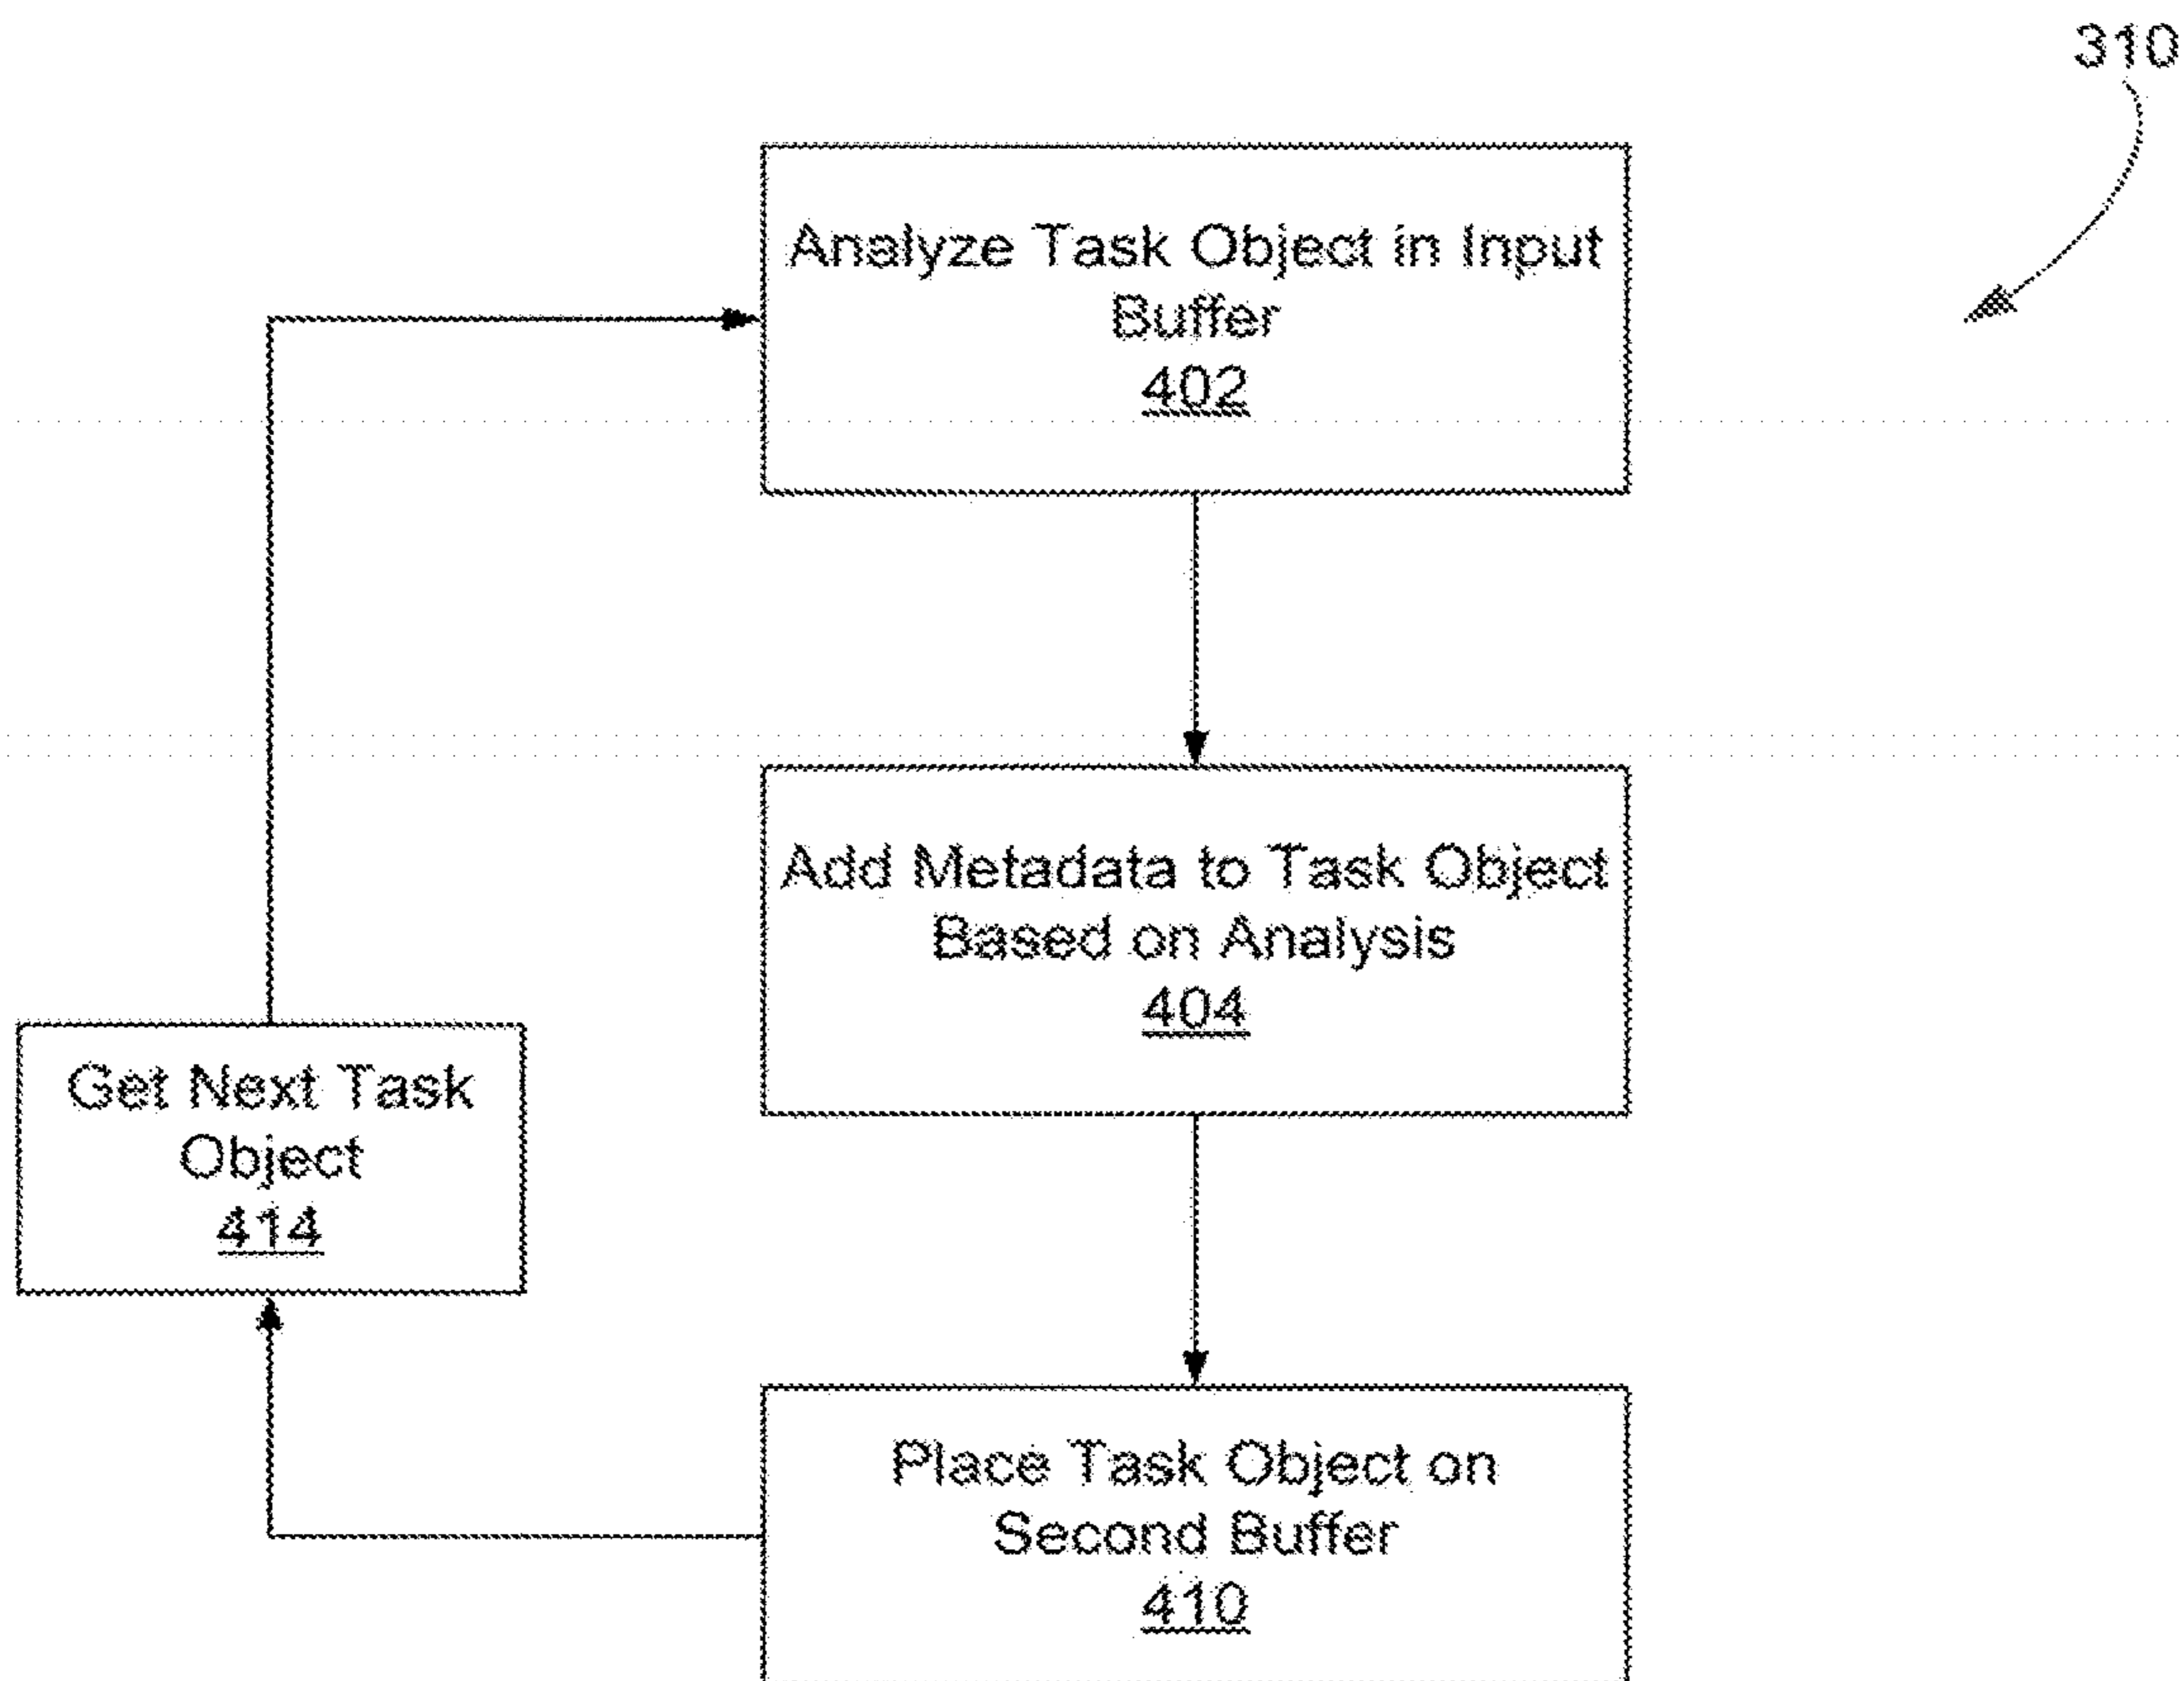 310
Analyze Task Object in Input
Buffer
402
Add Metadata to Task Object
Based on Analysis
404
Get Next Task
Object
414
Place Task Object on
Second Buffer
410